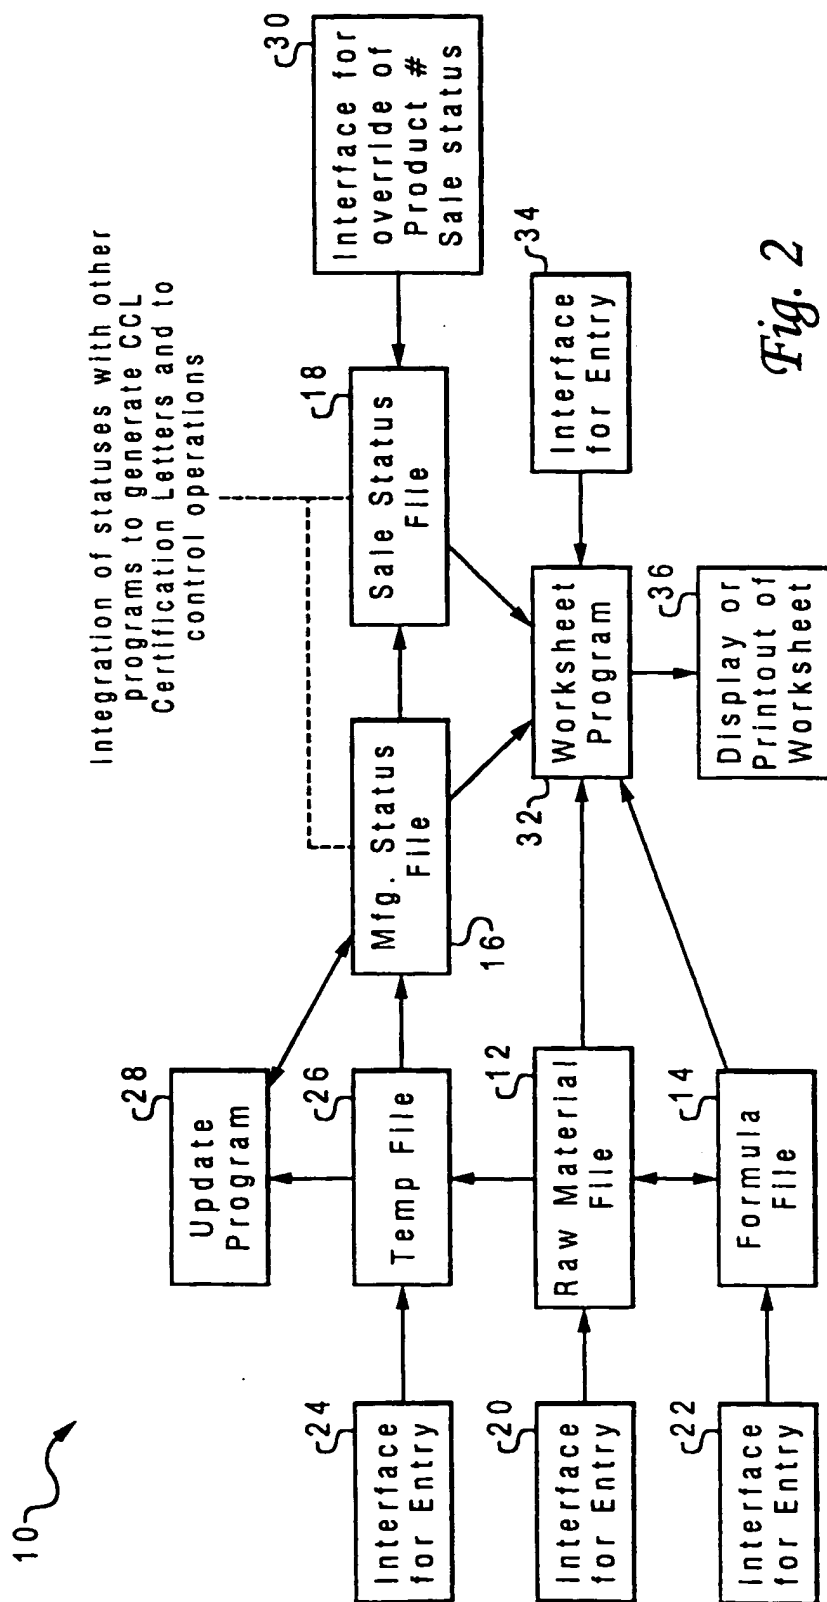 10
Integration of statuses with other
programs to generate CCL
Certification Letters and to
control operations
28
Update
Program
24
Interface
for Entry
26
Temp File
Mfg. Status
File
16
18
Sale Status
File
30
Interface for
override of
Product #
Sale status
20
Interface
for Entry
12
Raw Material
File
32
Worksheet
Program
34
Interface
for Entry
22
Interface
for Entry
14
Formula
File
36
Display or
Printout of
Worksheet
Fig. 2